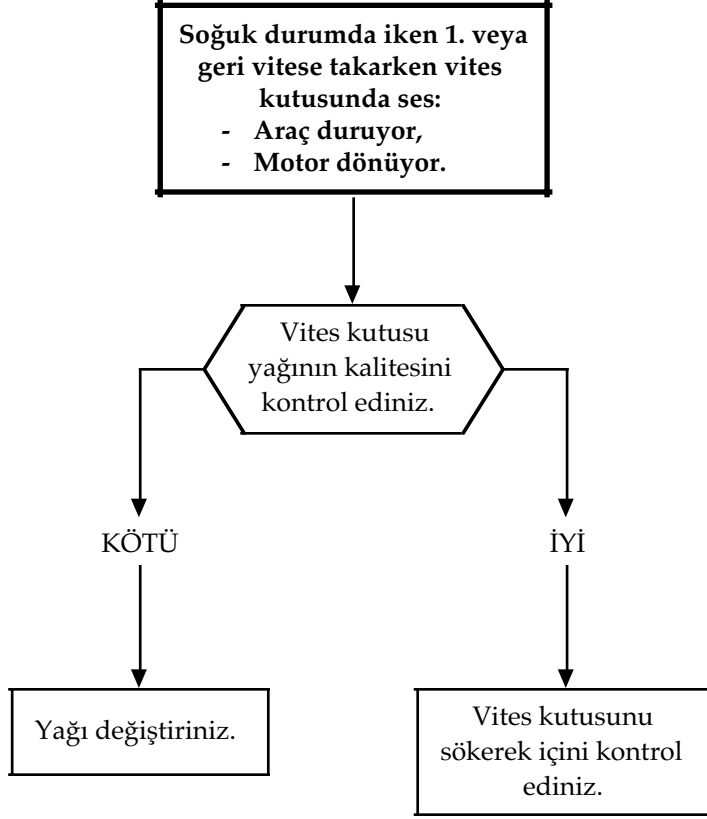 Soğuk durumda iken 1. veya
geri vitese takarken vites
kutusunda ses:
- Araç duruyor,
- Motor dönüyor.
Vites kutusu
yağının kalitesini
kontrol ediniz.
KÖTÜ
İYİ
Yağı değiştiriniz.
Vites kutusunu
sökerek içini kontrol
ediniz.